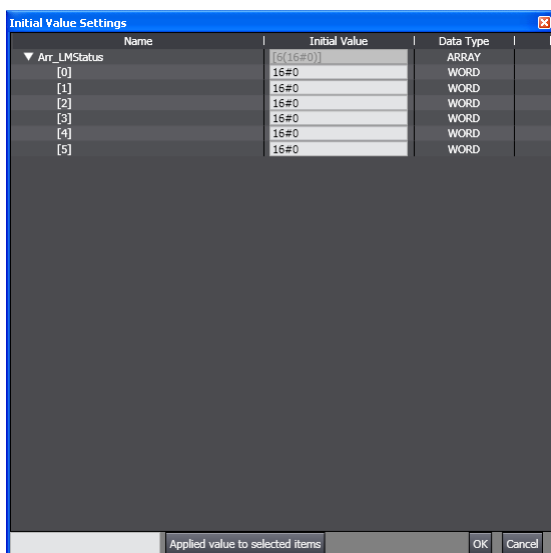 Initial Value Settings
Name | Initial Value | Data Type |
▼ Arr_LMStatus [6(16#0)] ARRAY
[0] 16#0 WORD
[1] 16#0 WORD
[2] 16#0 WORD
[3] 16#0 WORD
[4] 16#0 WORD
[5] 16#0 WORD
Applied value to selected items OK Cancel